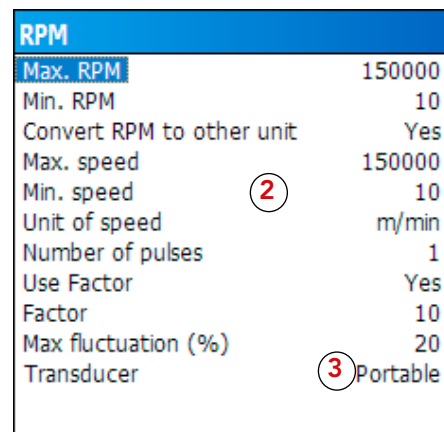 RPM
Max. RPM 150000
Min. RPM 10
Convert RPM to other unit Yes
Max. speed 150000
Min. speed 2 10
Unit of speed m/min
Number of pulses 1
Use Factor Yes
Factor 10
Max fluctuation (%) 20
Transducer 3 Portable